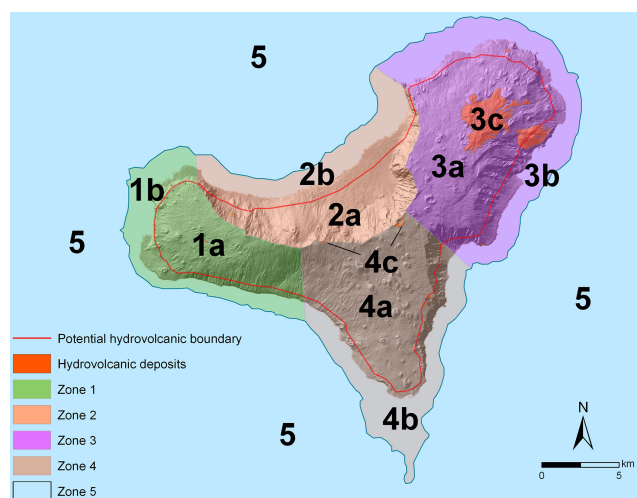 5
3c
3a
3b
2b
1b
2a
5
1a
4c
4a
5
Potential hydrovolcanic boundary
Hydrovolcanic deposits
Zone 1
Zone 2
Zone 3
Zone 4
Zone 5
5
4b
N
km
0 5